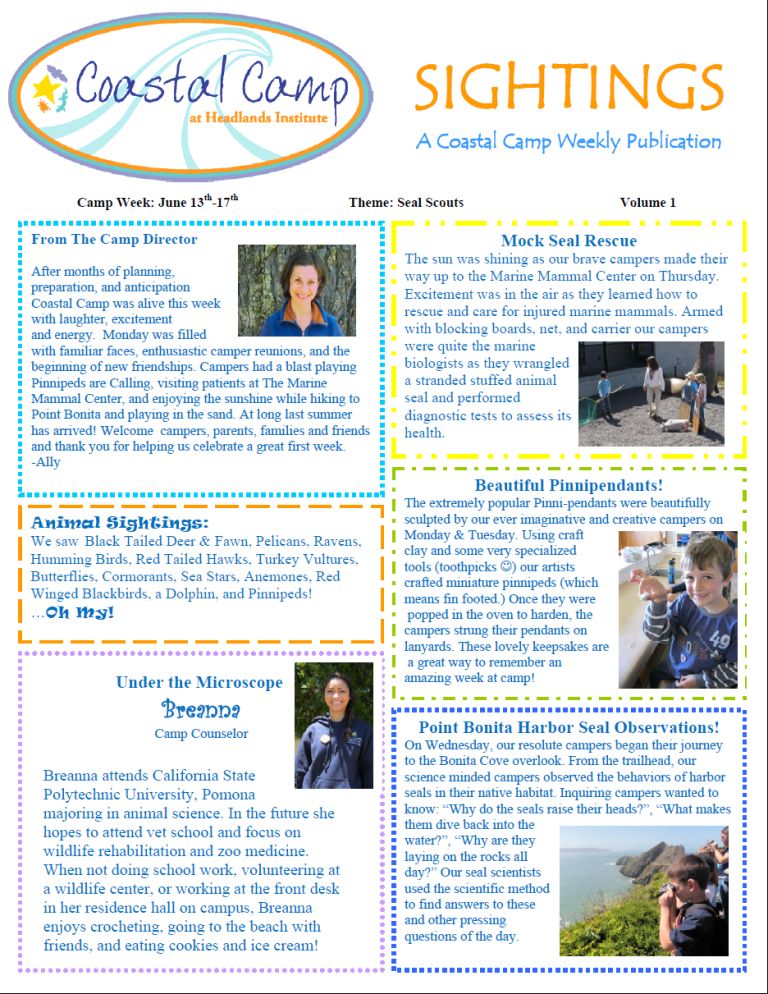 Coastal Camp
at Headlands Institute
SIGHTINGS
A Coastal Camp Weekly Publication
Camp Week: June 13th-17th Theme: Seal Scouts Volume 1
From The Camp Director
After months of planning,
preparation, and anticipation
Coastal Camp was alive this week
with laughter, excitement
and energy. Monday was filled
with familiar faces, enthusiastic camper reunions, and the
beginning of new friendships. Campers had a blast playing
Pinnipeds are Calling, visiting patients at The Marine
Mammal Center, and enjoying the sunshine while hiking to
Point Bonita and playing in the sand. At long last summer
has arrived! Welcome campers, parents, families and friends
and thank you for helping us celebrate a great first week.
-Ally
Animal Sightings:
We saw Black Tailed Deer & Fawn, Pelicans, Ravens,
Humming Birds, Red Tailed Hawks, Turkey Vultures,
Butterflies, Cormorants, Sea Stars, Anemones, Red
Winged Blackbirds, a Dolphin, and Pinnipeds!
...Oh My!
Under the Microscope
Breanna
Camp Counselor
Breanna attends California State
Polytechnic University, Pomona
majoring in animal science. In the future she
hopes to attend vet school and focus on
wildlife rehabilitation and zoo medicine.
When not doing school work, volunteering at
a wildlife center, or working at the front desk
in her residence hall on campus, Breanna
enjoys crocheting, going to the beach with
friends, and eating cookies and ice cream!
Mock Seal Rescue
The sun was shining as our brave campers made their
way up to the Marine Mammal Center on Thursday.
Excitement was in the air as they learned how to
rescue and care for injured marine mammals. Armed
with blocking boards, net, and carrier our campers
were quite the marine
biologists as they wrangled
a stranded stuffed animal
seal and performed
diagnostic tests to assess its
health.
Beautiful Pinnipendants!
The extremely popular Pinni-pendants were beautifully
sculpted by our ever imaginative and creative campers on
Monday & Tuesday. Using craft
clay and some very specialized
tools (toothpicks ☺) our artists
crafted miniature pinnipeds (which
means fin footed.) Once they were
popped in the oven to harden, the
campers strung their pendants on
lanyards. These lovely keepsakes are
a great way to remember an
amazing week at camp!
Point Bonita Harbor Seal Observations!
On Wednesday, our resolute campers began their journey
to the Bonita Cove overlook. From the trailhead, our
science minded campers observed the behaviors of harbor
seals in their native habitat. Inquiring campers wanted to
know: “Why do the seals raise their heads?”, “What makes
them dive back into the
water?”, “Why are they
laying on the rocks all
day?” Our seal scientists
used the scientific method
to find answers to these
and other pressing
questions of the day.
49